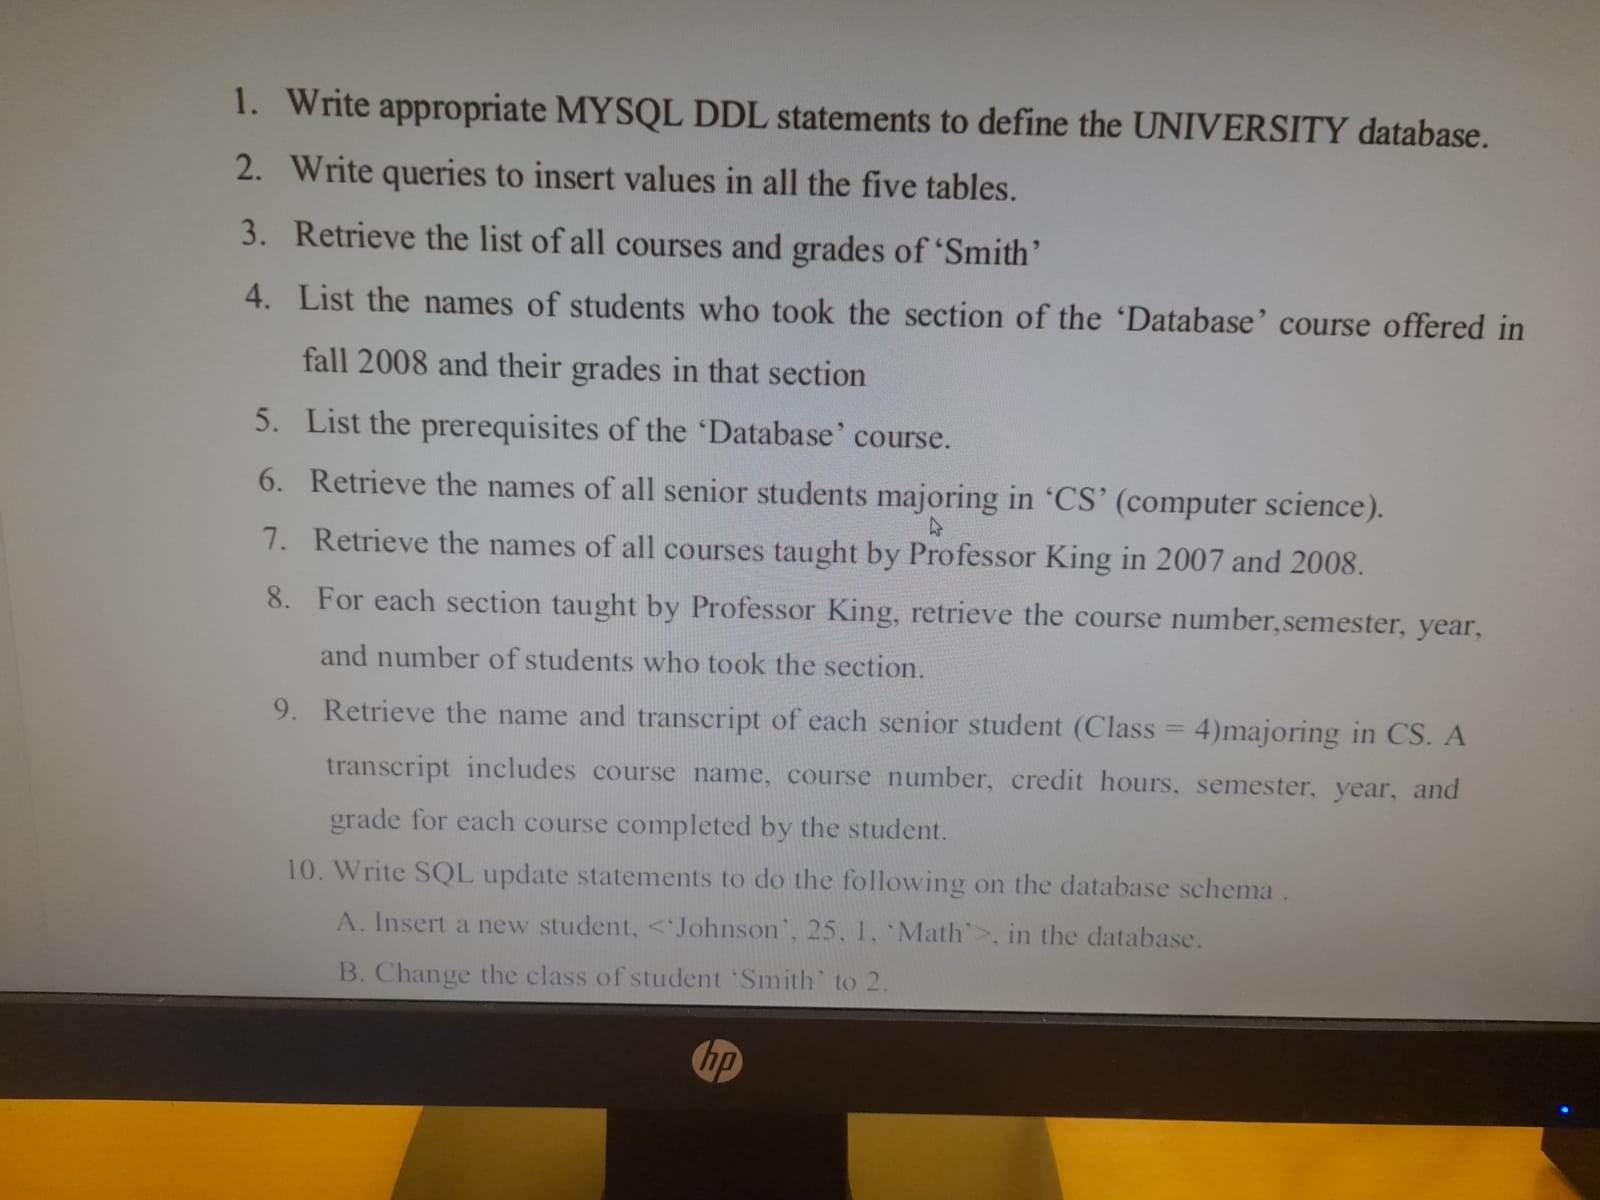 1. Write appropriate MYSQL DDL statements to define the UNIVERSITY database.
2. Write queries to insert values in all the five tables.
3. Retrieve the list of all courses and grades of ‘Smith’
4. List the names of students who took the section of the ‘Database’ course offered in
fall 2008 and their grades in that section
5. List the prerequisites of the ‘Database’ course.
6. Retrieve the names of all senior students majoring in ‘CS’ (computer science).
7. Retrieve the names of all courses taught by Professor King in 2007 and 2008.
8. For each section taught by Professor King, retrieve the course number,semester, year,
and number of students who took the section.
9. Retrieve the name and transcript of each senior student (Class = 4)majoring in CS. A
transcript includes course name, course number, credit hours, semester, year, and
grade for each course completed by the student.
10. Write SQL update statements to do the following on the database schema .
A. Insert a new student, <‘Johnson’, 25, 1, ‘Math’>, in the database.
B. Change the class of student ‘Smith’ to 2.
hp